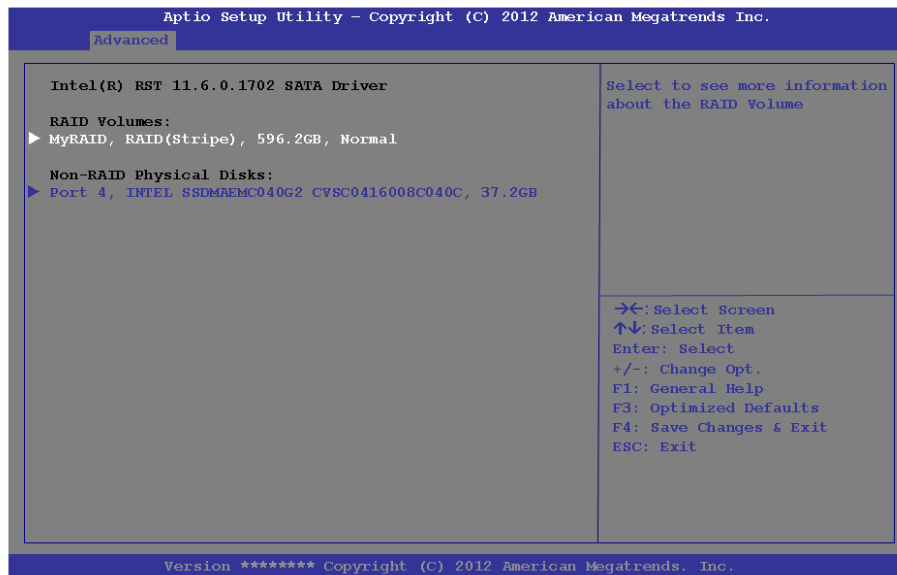 Aptio Setup Utility – Copyright (C) 2012 American Megatrends Inc.
Advanced
Intel(R) RST 11.6.0.1702 SATA Driver
RAID Volumes:
MyRAID, RAID(Stripe), 596.2GB, Normal
Non-RAID Physical Disks:
Port 4, INTEL SSDMAEMC040G2 CVSC0416008C040C, 37.2GB
Select to see more information
about the RAID Volume
→←: Select Screen
↑↓: Select Item
Enter: Select
+/-: Change Opt.
F1: General Help
F3: Optimized Defaults
F4: Save Changes & Exit
ESC: Exit
Version ******** Copyright (C) 2012 American Megatrends. Inc.